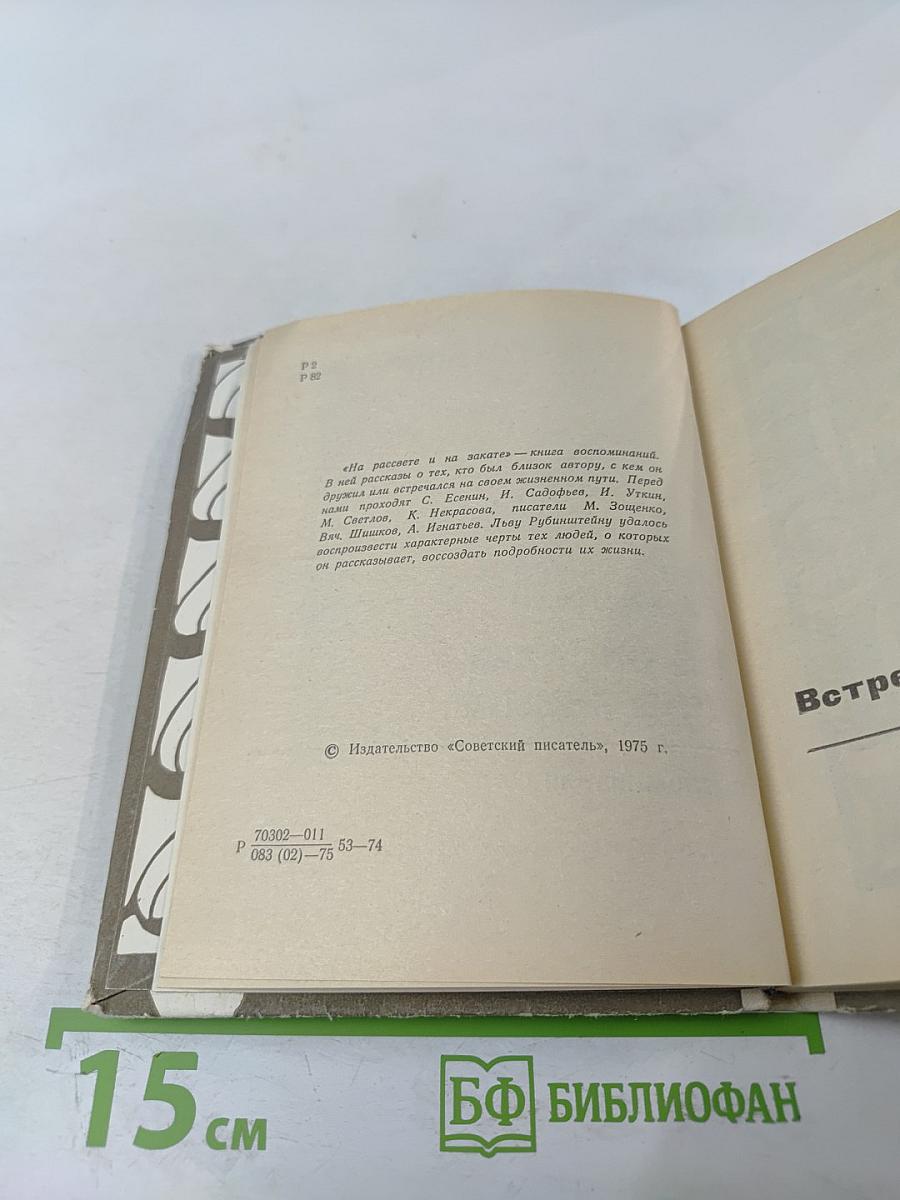 Р 2
Р 82
«На рассвете и на закате» — книга воспоминаний.
В ней рассказы о тех, кто был близок автору, с кем он
дружил или встречался на своем жизненном пути. Перед
нами проходят С. Есенин, И. Садофьев, И. Уткин,
М. Светлов, К. Некрасова, писатели М. Зощенко,
Вяч. Шишков, А. Игнатьев. Льву Рубинштейну удалось
воспроизвести характерные черты тех людей, о которых
он рассказывает, воссоздать подробности их жизни.
© Издательство «Советский писатель», 1975 г.
Р 70302—011
083 (02)—75 53—74
Встре
15 см
БФ БИБЛИОФАН